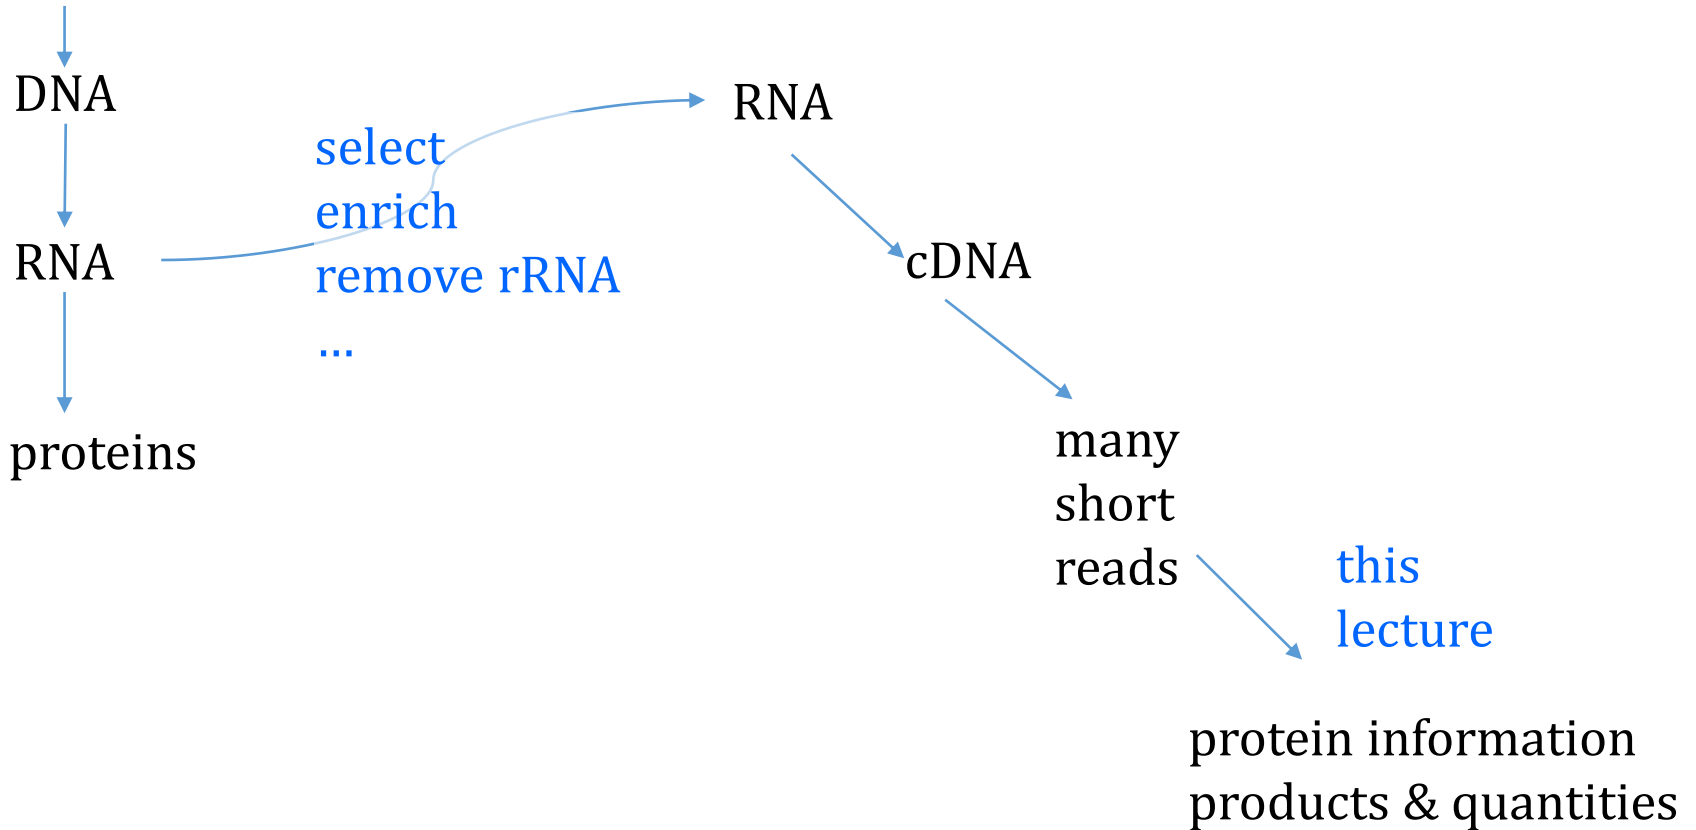 DNA
RNA
proteins
select
enrich
remove rRNA
...
RNA
cDNA
many
short
reads
this
lecture
protein information
products & quantities